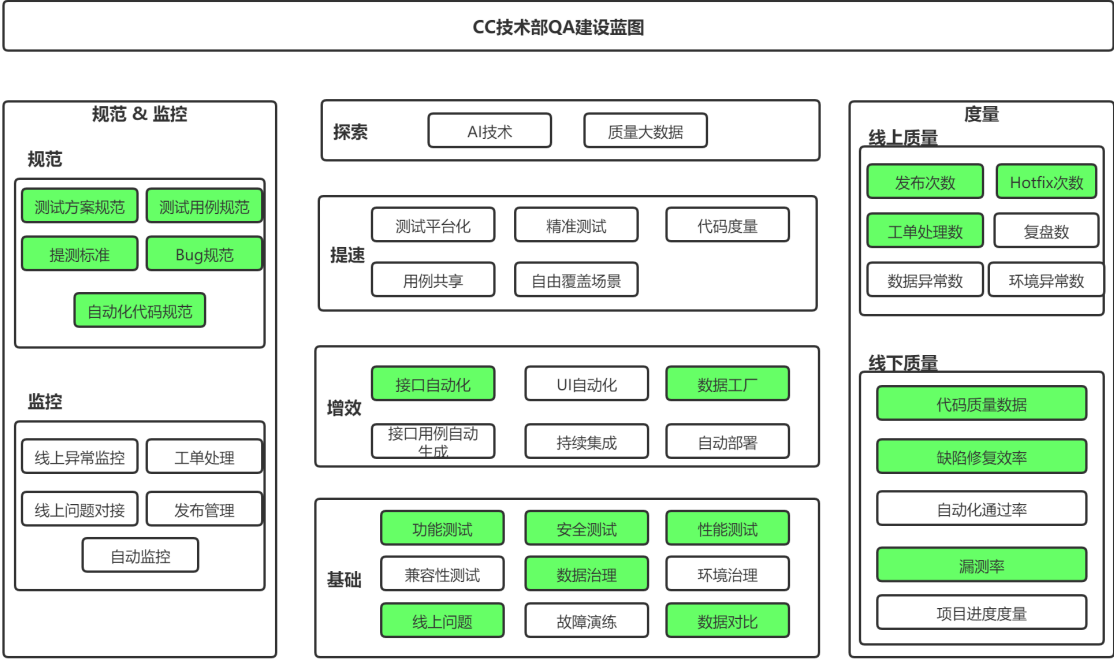 CC技术部QA建设蓝图
规范 & 监控
规范
测试方案规范
测试用例规范
提测标准
Bug规范
自动化代码规范
监控
线上异常监控
工单处理
线上问题对接
发布管理
自动监控
探索
AI技术
质量大数据
提速
测试平台化
精准测试
代码度量
用例共享
自由覆盖场景
增效
接口自动化
UI自动化
数据工厂
接口用例自动
生成
持续集成
自动部署
基础
功能测试
安全测试
性能测试
兼容性测试
数据治理
环境治理
线上问题
故障演练
数据对比
度量
线上质量
发布次数
Hotfix次数
工单处理数
复盘数
数据异常数
环境异常数
线下质量
代码质量数据
缺陷修复效率
自动化通过率
漏测率
项目进度度量